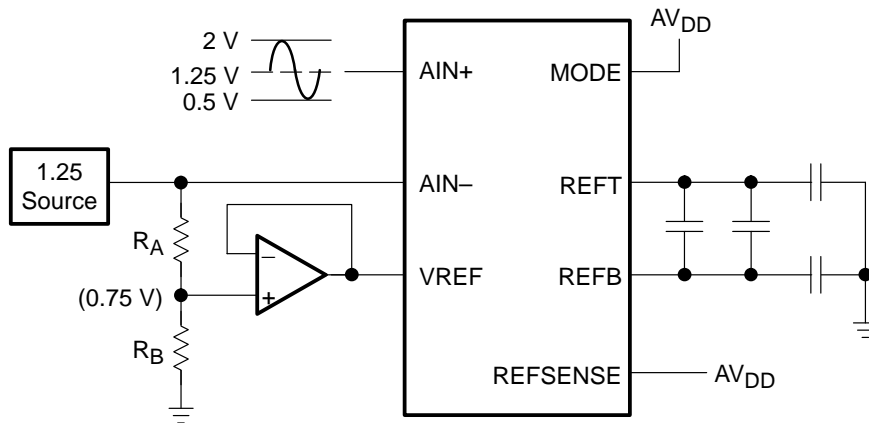 2 V
1.25 V
0.5 V
AV_DD
AIN+
MODE
1.25
Source
AIN–
REFT
R_A
–
+
(0.75 V)
VREF
REFB
R_B
REFSENSE
AV_DD